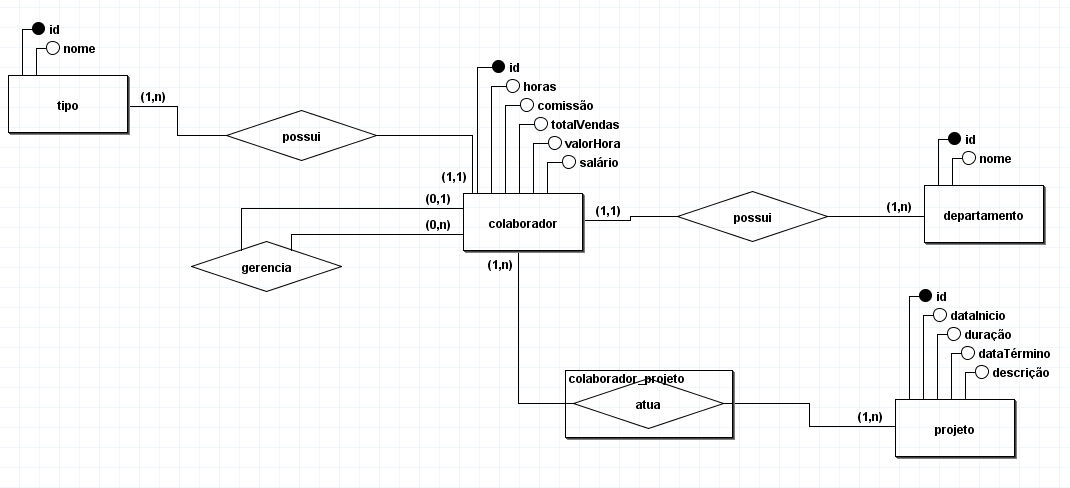 id
nome
tipo
(1,n)
possui
id
horas
comissão
totalVendas
valorHora
salário
(1,1)
(0,1)
(0,n)
colaborador
(1,1)
(1,n)
gerencia
possui
(1,n)
id
nome
departamento
id
dataInicio
duração
dataTérmino
descrição
colaborador_projeto
atua
(1,n)
projeto